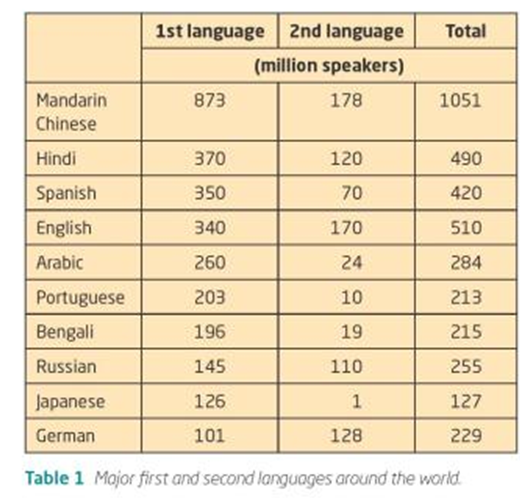 1st language 2nd language Total
(million speakers)
Mandarin Chinese 873 178 1051
Hindi 370 120 490
Spanish 350 70 420
English 340 170 510
Arabic 260 24 284
Portuguese 203 10 213
Bengali 196 19 215
Russian 145 110 255
Japanese 126 1 127
German 101 128 229
Table 1 Major first and second languages around the world.